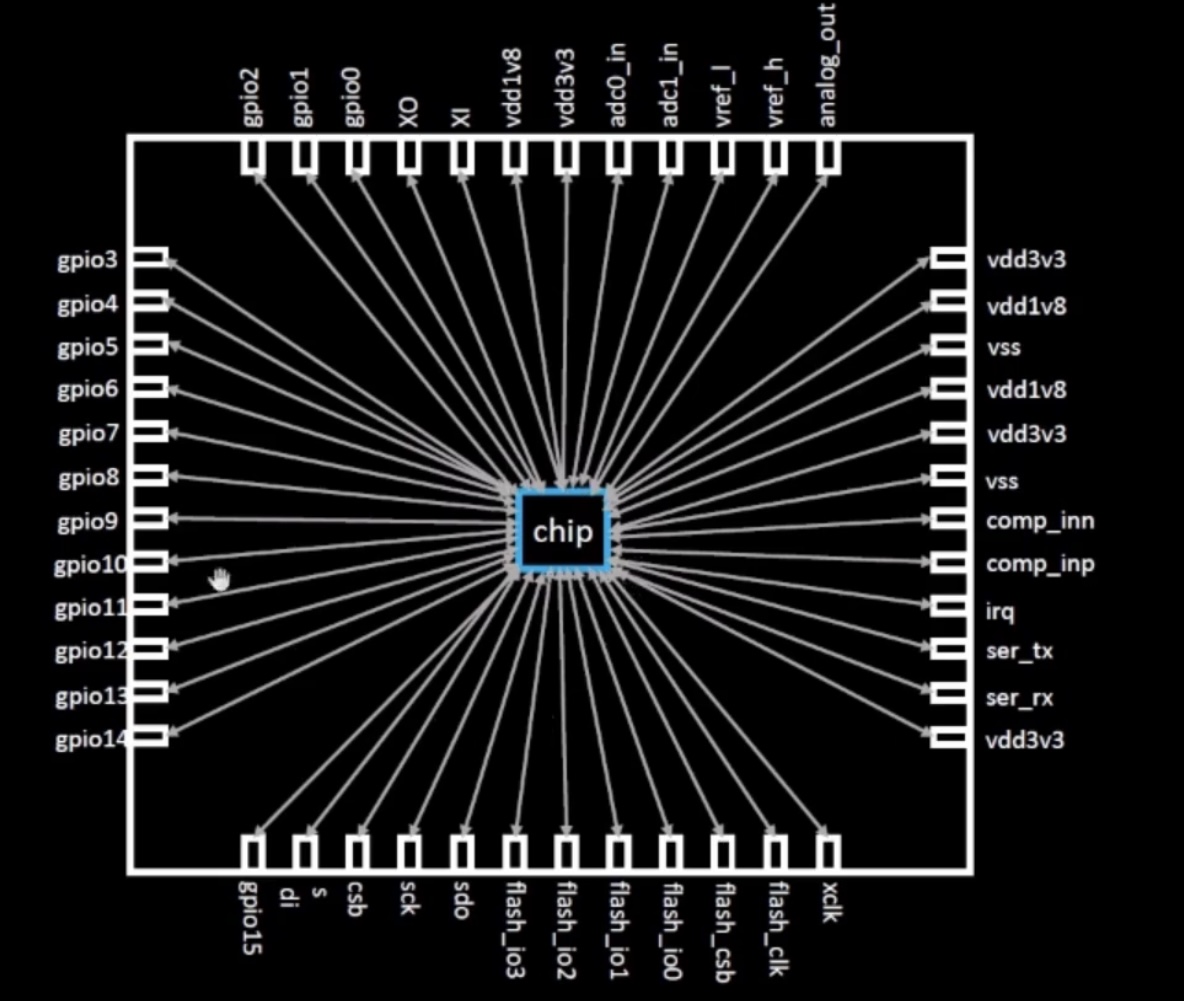 gpio2
gpio1
gpio0
XO
XI
vdd1v8
vdd3v3
adc0_in
adc1_in
vref_l
vref_h
analog_out
gpio3
gpio4
gpio5
gpio6
gpio7
gpio8
gpio9
gpio10
gpio11
gpio12
gpio13
gpio14
chip
vdd3v3
vdd1v8
vss
vdd1v8
vdd3v3
vss
comp_inn
comp_inp
irq
ser_tx
ser_rx
vdd3v3
gpio15
s
di
csb
sck
sdo
flash_io3
flash_io2
flash_io1
flash_io0
flash_csb
flash_clk
xclk